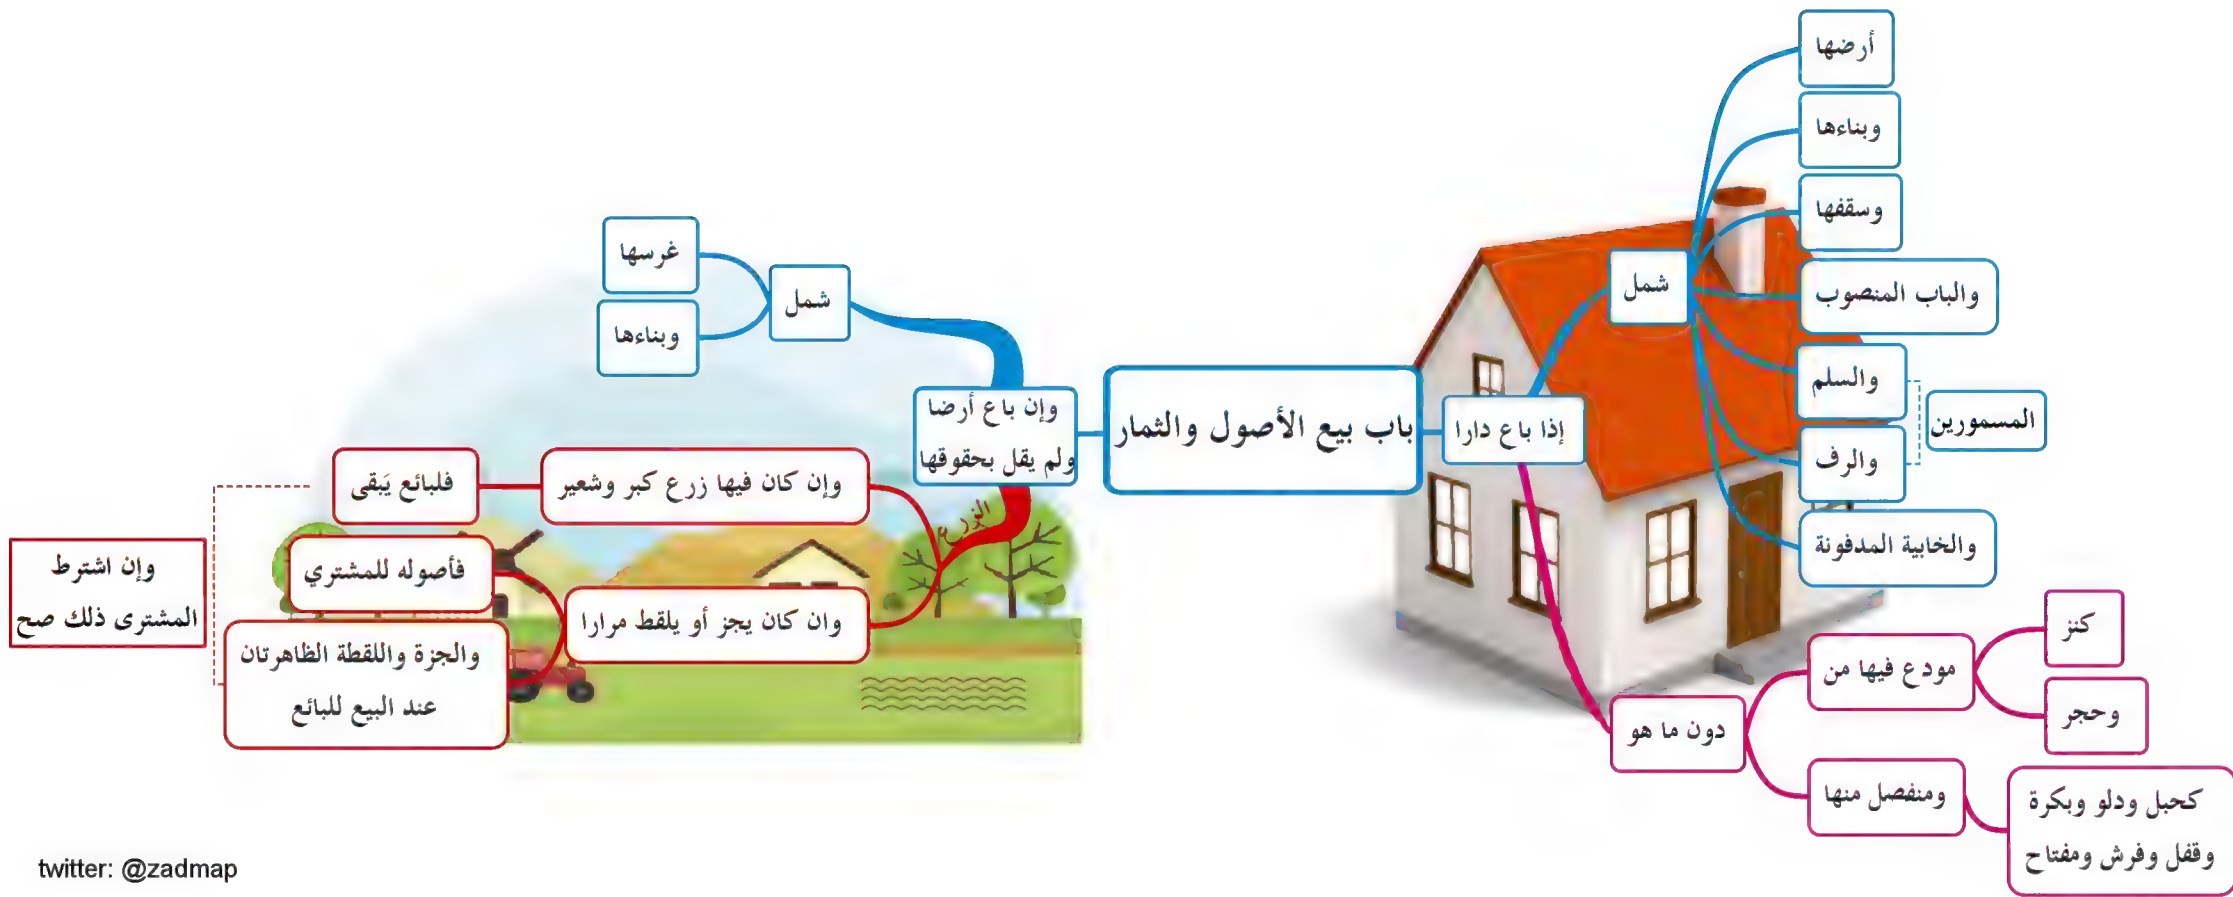 باب بيع الأصول والثمار
إذا باع دارا
شمل
أرضها
وبناءها
وسقفها
والباب المنصوب
والسلم
والرف
المسمورين
والخابية المدفونة
دون ما هو
مودع فيها من
كنز
وحجر
ومنفصل منها
كحبل ودلو وبكرة
وقفل وفرش ومفتاح
وإن باع أرضا
ولم يقل بحقوقها
شمل
غرسها
وبناءها
الزرع
وإن كان فيها زرع كبر وشعير
فلبائع يَبقى
وان كان يجز أو يلقط مرارا
فأصوله للمشتري
والجزة واللقطة الظاهرتان
عند البيع للبائع
وإن اشترط
المشترى ذلك صح
twitter: @zadmap